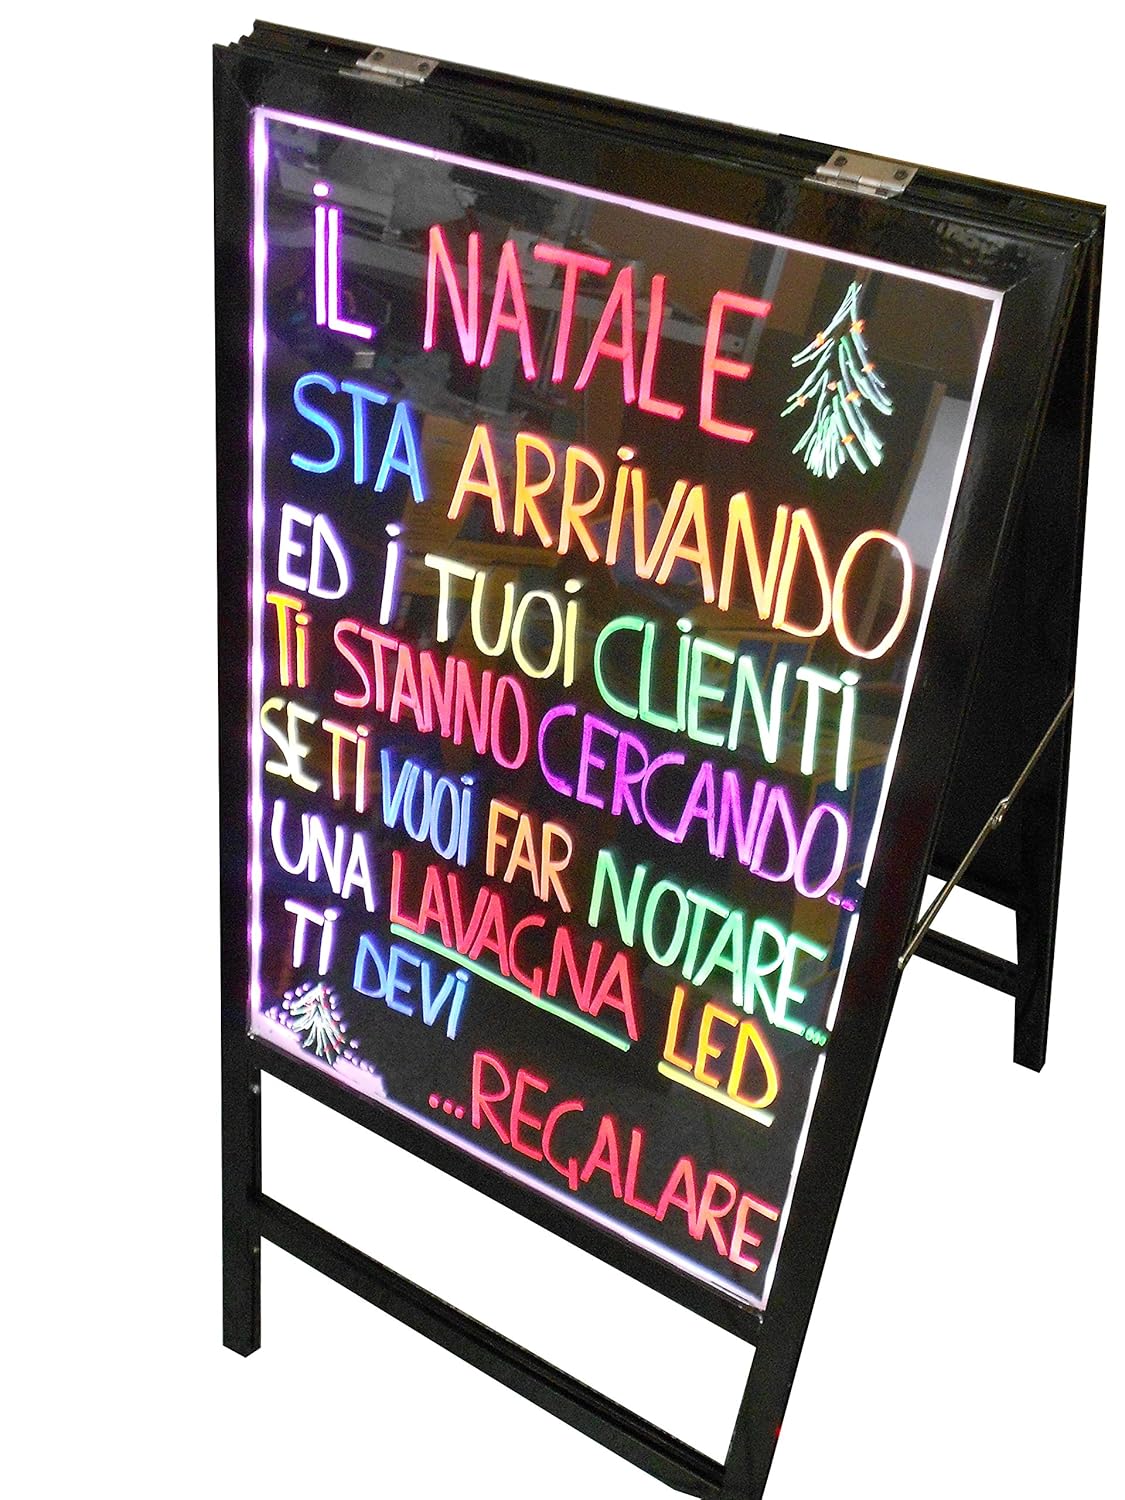 iL NATALE
STA ARRiVANDO
ED i TUOi CLiENTi
Ti STANNO CERCANDO..
SE Ti VUOi FAR NOTARE...
UNA LAVAGNA LED
Ti DEVi
...REGALARE